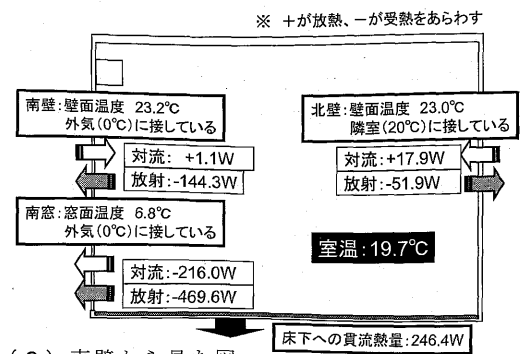 ※ +が放熱、−が受熱をあらわす
南壁:壁面温度 23.2℃
外気(0℃)に接している
対流: +1.1W
放射:-144.3W
南窓:窓面温度 6.8℃
外気(0℃)に接している
対流:-216.0W
放射:-469.6W
北壁:壁面温度 23.0℃
隣室(20℃)に接している
対流:+17.9W
放射:-51.9W
室温:19.7℃
床下への貫流熱量:246.4W